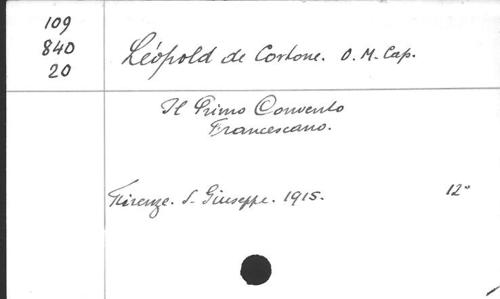 109
840
20
Léopold de Cortone. O. M. Cap.
Il Primo Convento
Francescano.
Firenze. S. Giuseppe. 1915. 12°